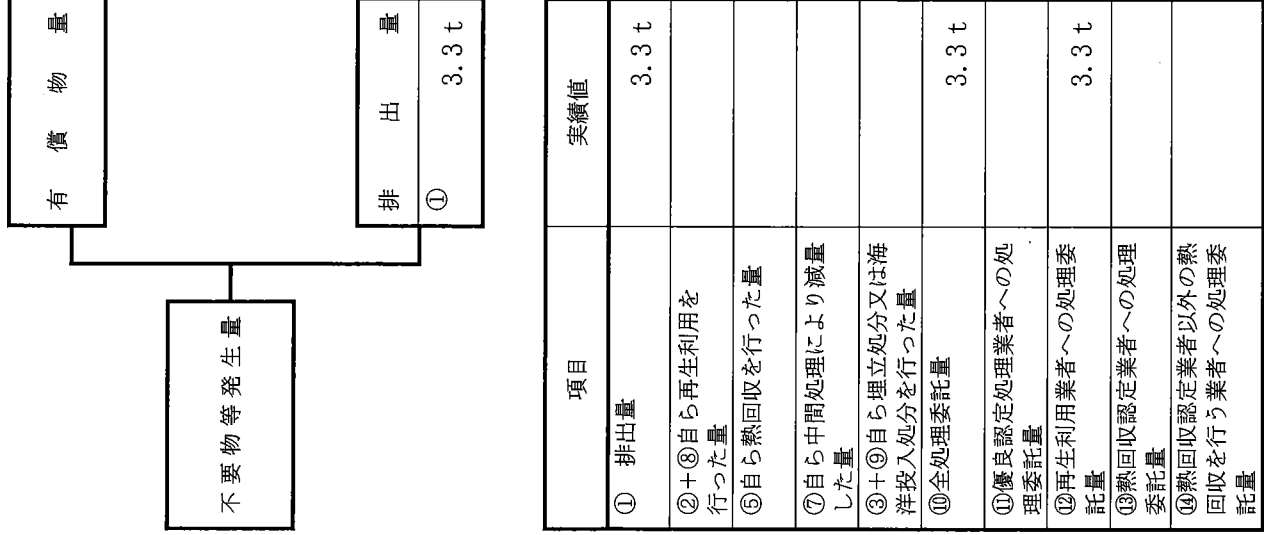 有償物量
不要物等発生量
排出量
①
3.3t
項目
実績値
① 排出量
3.3t
②+⑧自ら再生利用を
行った量
⑤自ら熱回収を行った量
⑦自ら中間処理により減量
した量
③+⑨自ら埋立処分又は海
洋投入処分を行った量
⑩全処理委託量
3.3t
⑪優良認定処理業者への処
理委託量
⑫再生利用業者への処理委
託量
3.3t
⑬熱回収認定業者への処理
委託量
⑭熱回収認定業者以外の熱
回収を行う業者への処理委
託量